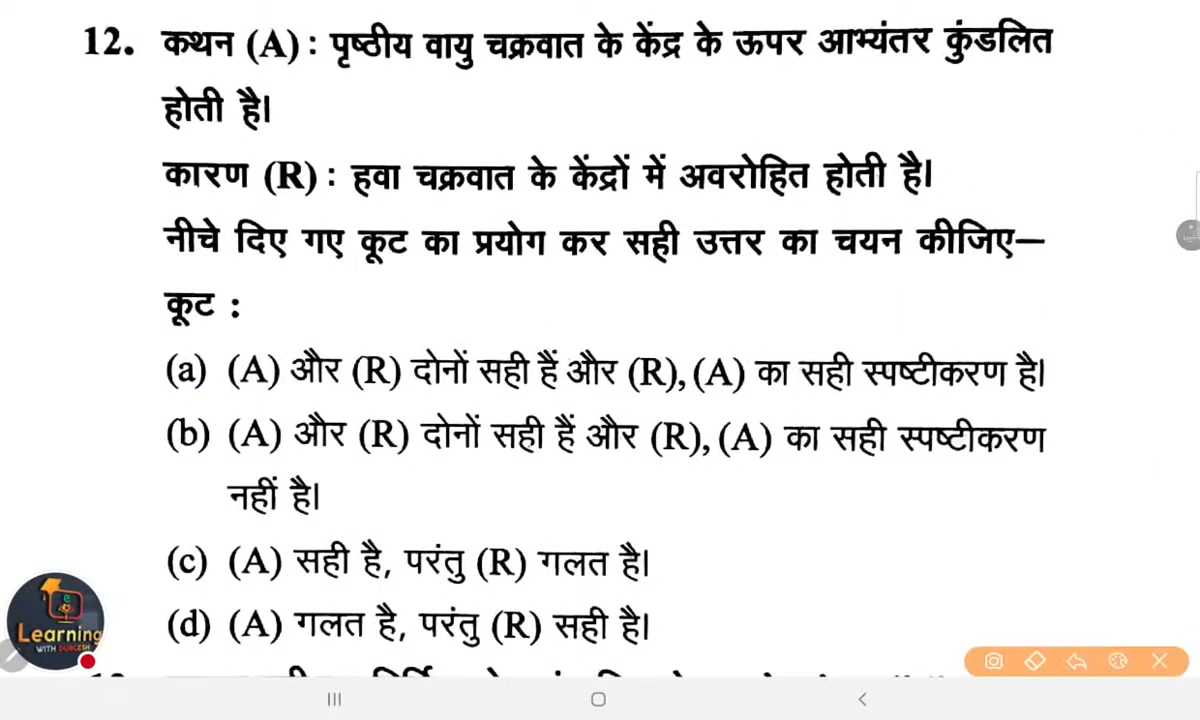 12. कथन (A) : पृष्ठीय वायु चक्रवात के केंद्र के ऊपर आभ्यंतर कुंडलित
होती है।
कारण (R) : हवा चक्रवात के केंद्रों में अवरोहित होती है।
नीचे दिए गए कूट का प्रयोग कर सही उत्तर का चयन कीजिए—
कूट :
(a) (A) और (R) दोनों सही हैं और (R), (A) का सही स्पष्टीकरण है।
(b) (A) और (R) दोनों सही हैं और (R), (A) का सही स्पष्टीकरण
नहीं है।
(c) (A) सही है, परंतु (R) गलत है।
(d) (A) गलत है, परंतु (R) सही है।
e
Learning
WITH DURGESH